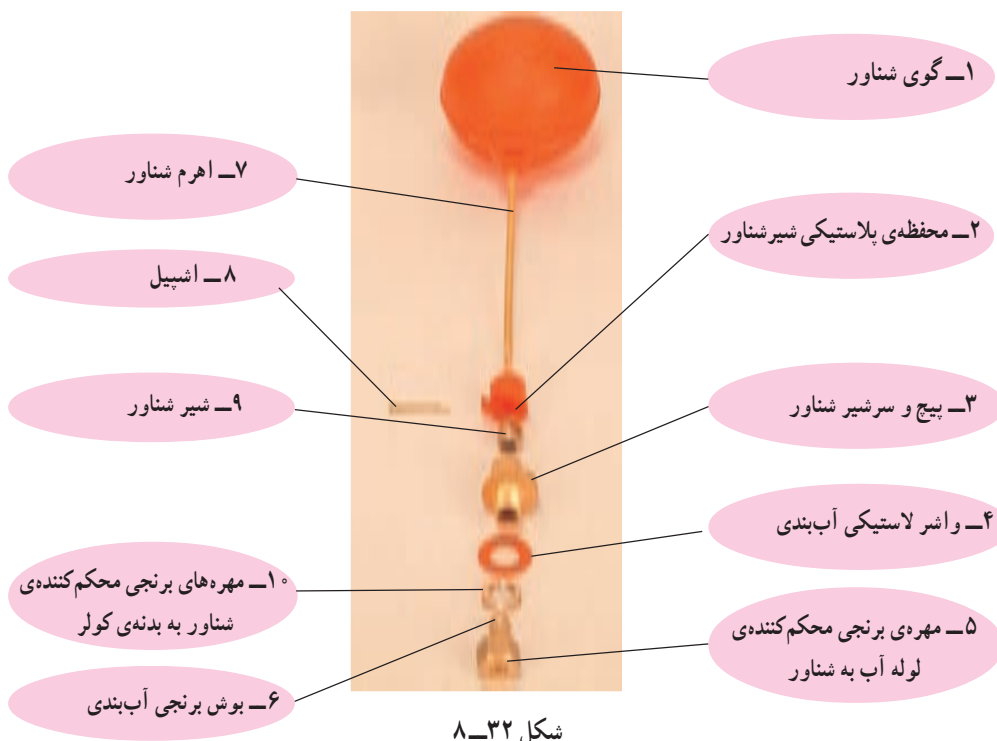 ۱ــ گوی شناور
۲ــ محفظه‌ی پلاستیکی شیرشناور
۳ــ پیچ و سرشیر شناور
۴ــ واشر لاستیکی آب‌بندی
۵ــ مهره‌ی برنجی محکم‌کننده‌ی
لوله آب به شناور
۷ــ اهرم شناور
۸ــ اشپیل
۹ــ شیر شناور
۱۰ــ مهره‌های برنجی محکم‌کننده‌ی
شناور به بدنه‌ی کولر
۶ــ بوش برنجی آب‌بندی
شکل ۳۲ــ۸